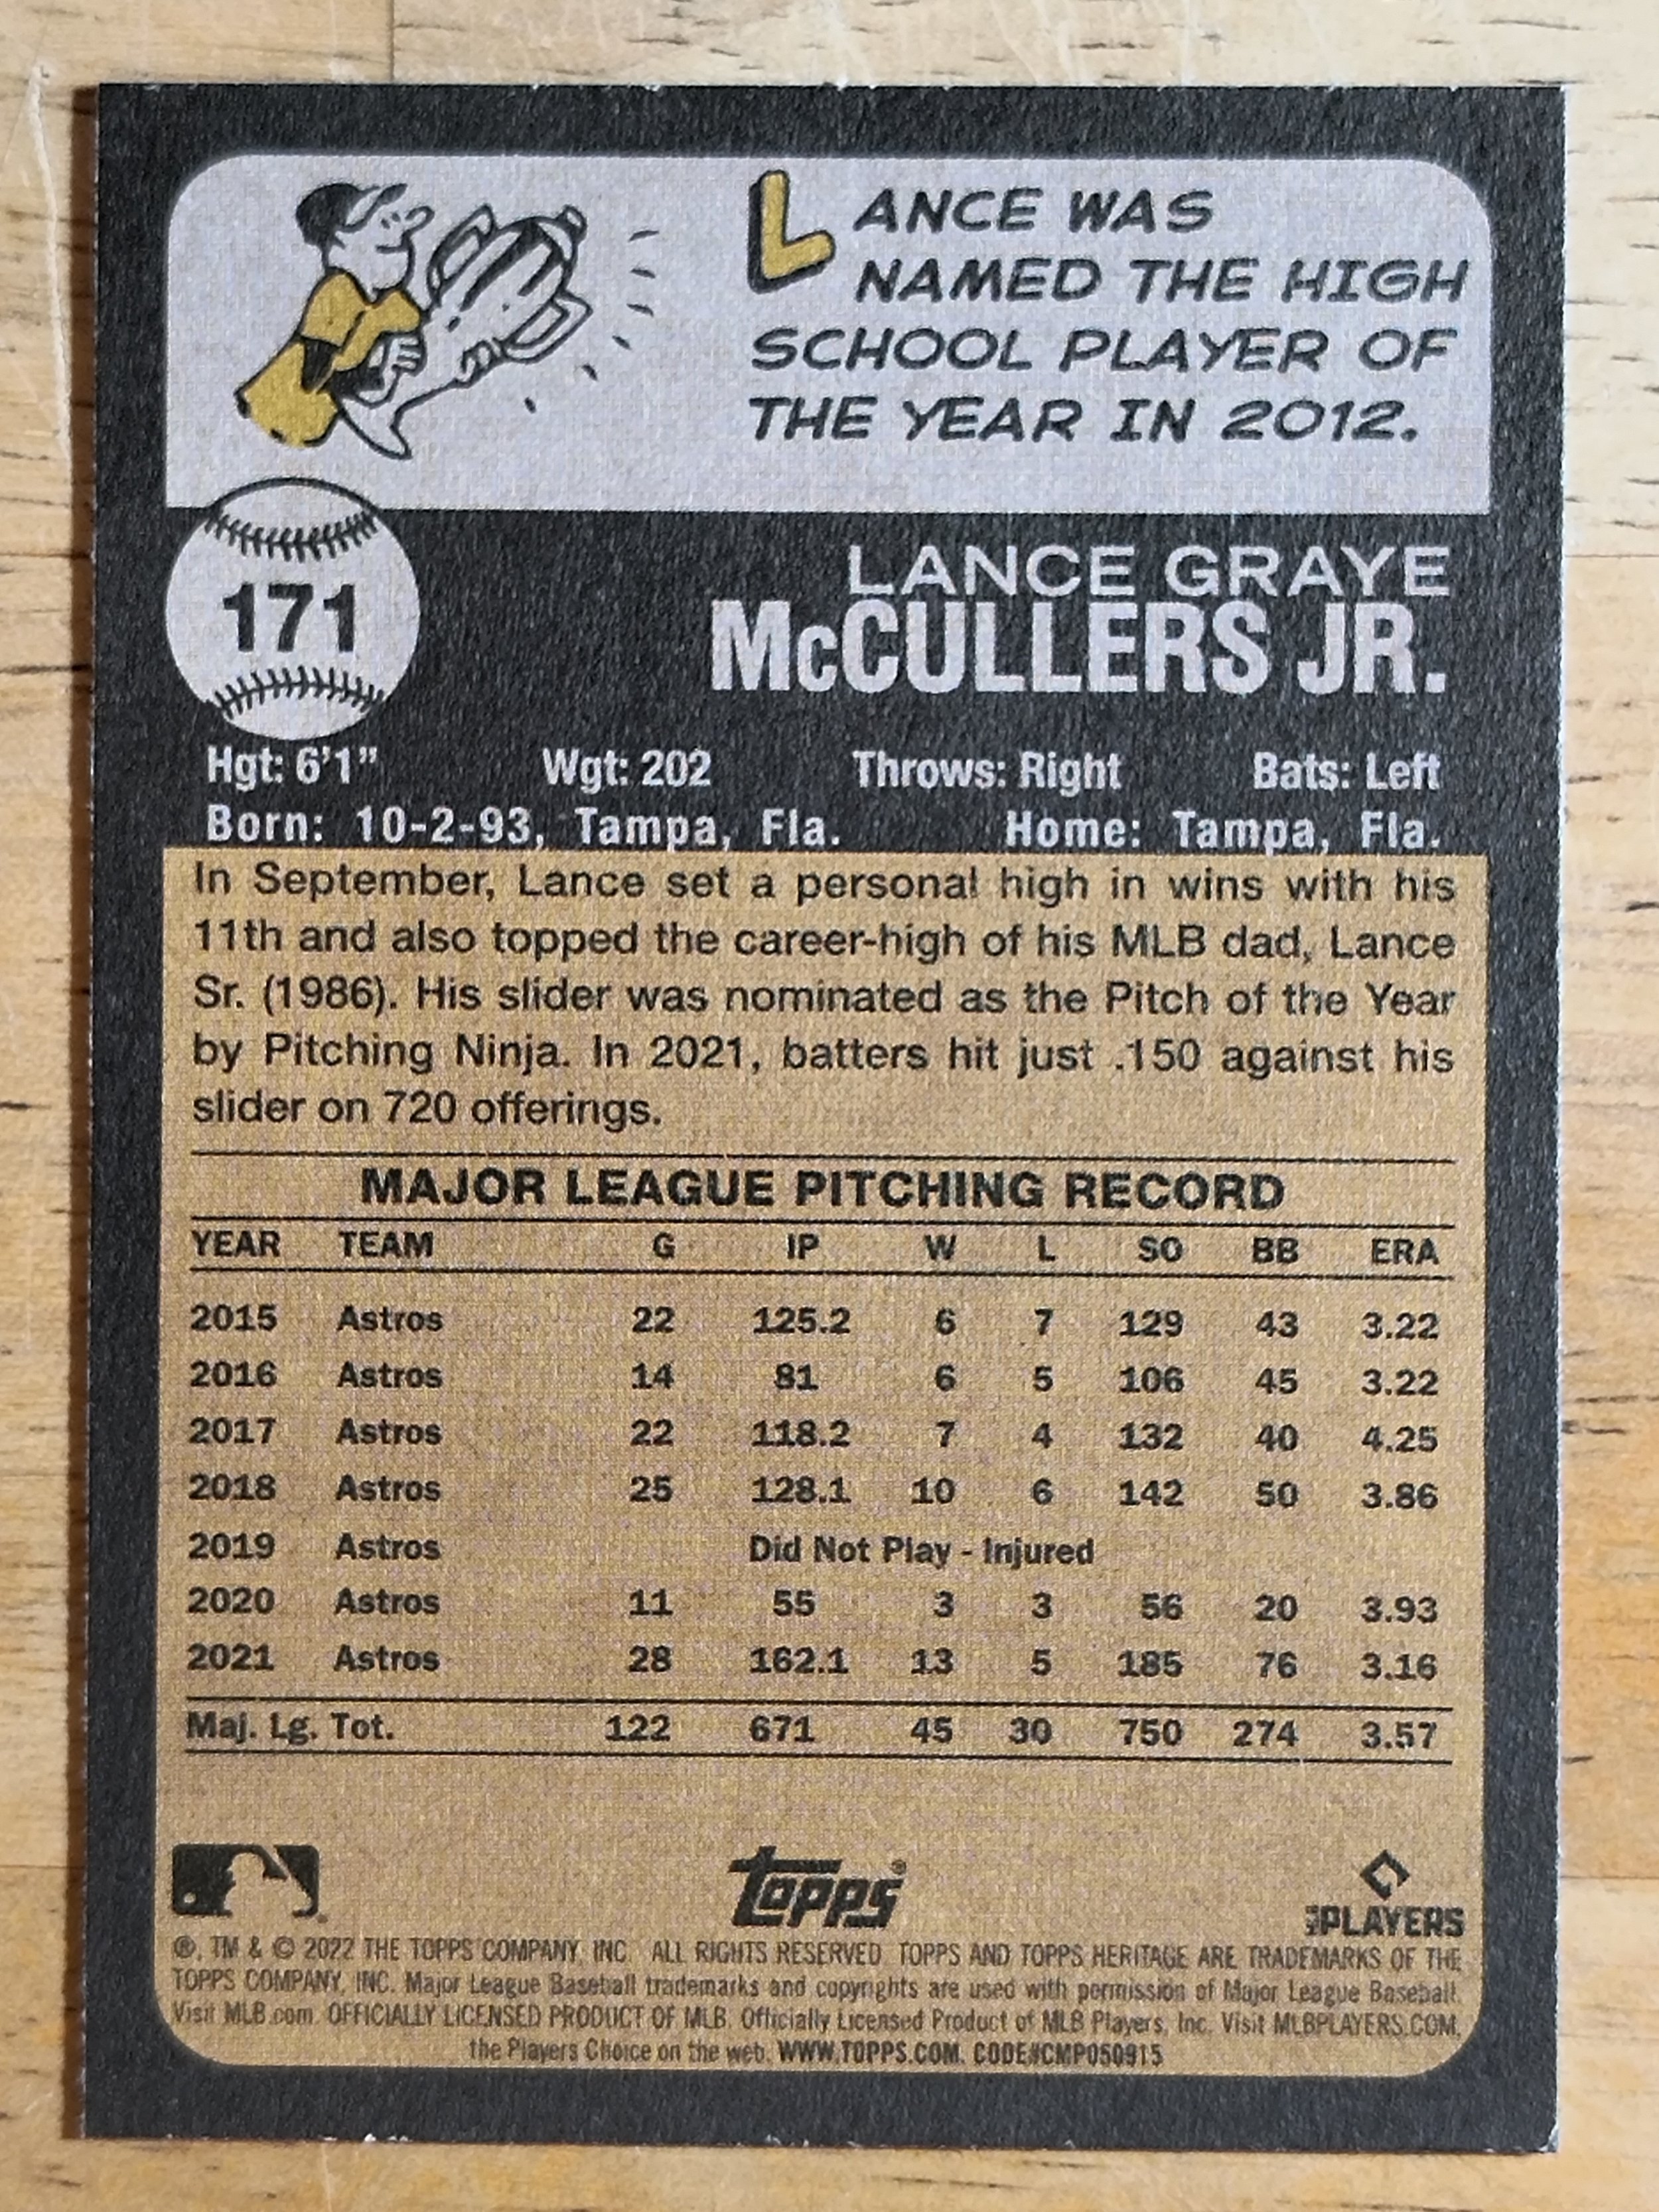 LANCE WAS
NAMED THE HIGH
SCHOOL PLAYER OF
THE YEAR IN 2012.
171
LANCE GRAYE
McCULLERS JR.
Hgt: 6'1" Wgt: 202 Throws: Right Bats: Left
Born: 10-2-93, Tampa, Fla. Home: Tampa, Fla.
In September, Lance set a personal high in wins with his
11th and also topped the career-high of his MLB dad, Lance
Sr. (1986). His slider was nominated as the Pitch of the Year
by Pitching Ninja. In 2021, batters hit just .150 against his
slider on 720 offerings.
MAJOR LEAGUE PITCHING RECORD
YEAR TEAM G IP W L SO BB ERA
2015 Astros 22 125.2 6 7 129 43 3.22
2016 Astros 14 81 6 5 106 45 3.22
2017 Astros 22 118.2 7 4 132 40 4.25
2018 Astros 25 128.1 10 6 142 50 3.86
2019 Astros Did Not Play - Injured
2020 Astros 11 55 3 3 56 20 3.93
2021 Astros 28 162.1 13 5 185 76 3.16
Maj. Lg. Tot. 122 671 45 30 750 274 3.57
Topps®
PLAYERS
®, TM & © 2022 THE TOPPS COMPANY, INC. ALL RIGHTS RESERVED. TOPPS AND TOPPS HERITAGE ARE TRADEMARKS OF THE
TOPPS COMPANY, INC. Major League Baseball trademarks and copyrights are used with permission of Major League Baseball.
Visit MLB.com. OFFICIALLY LICENSED PRODUCT OF MLB. Officially Licensed Product of MLB Players, Inc. Visit MLBPLAYERS.COM,
the Players Choice on the web. WWW.TOPPS.COM. CODE#CMP050915